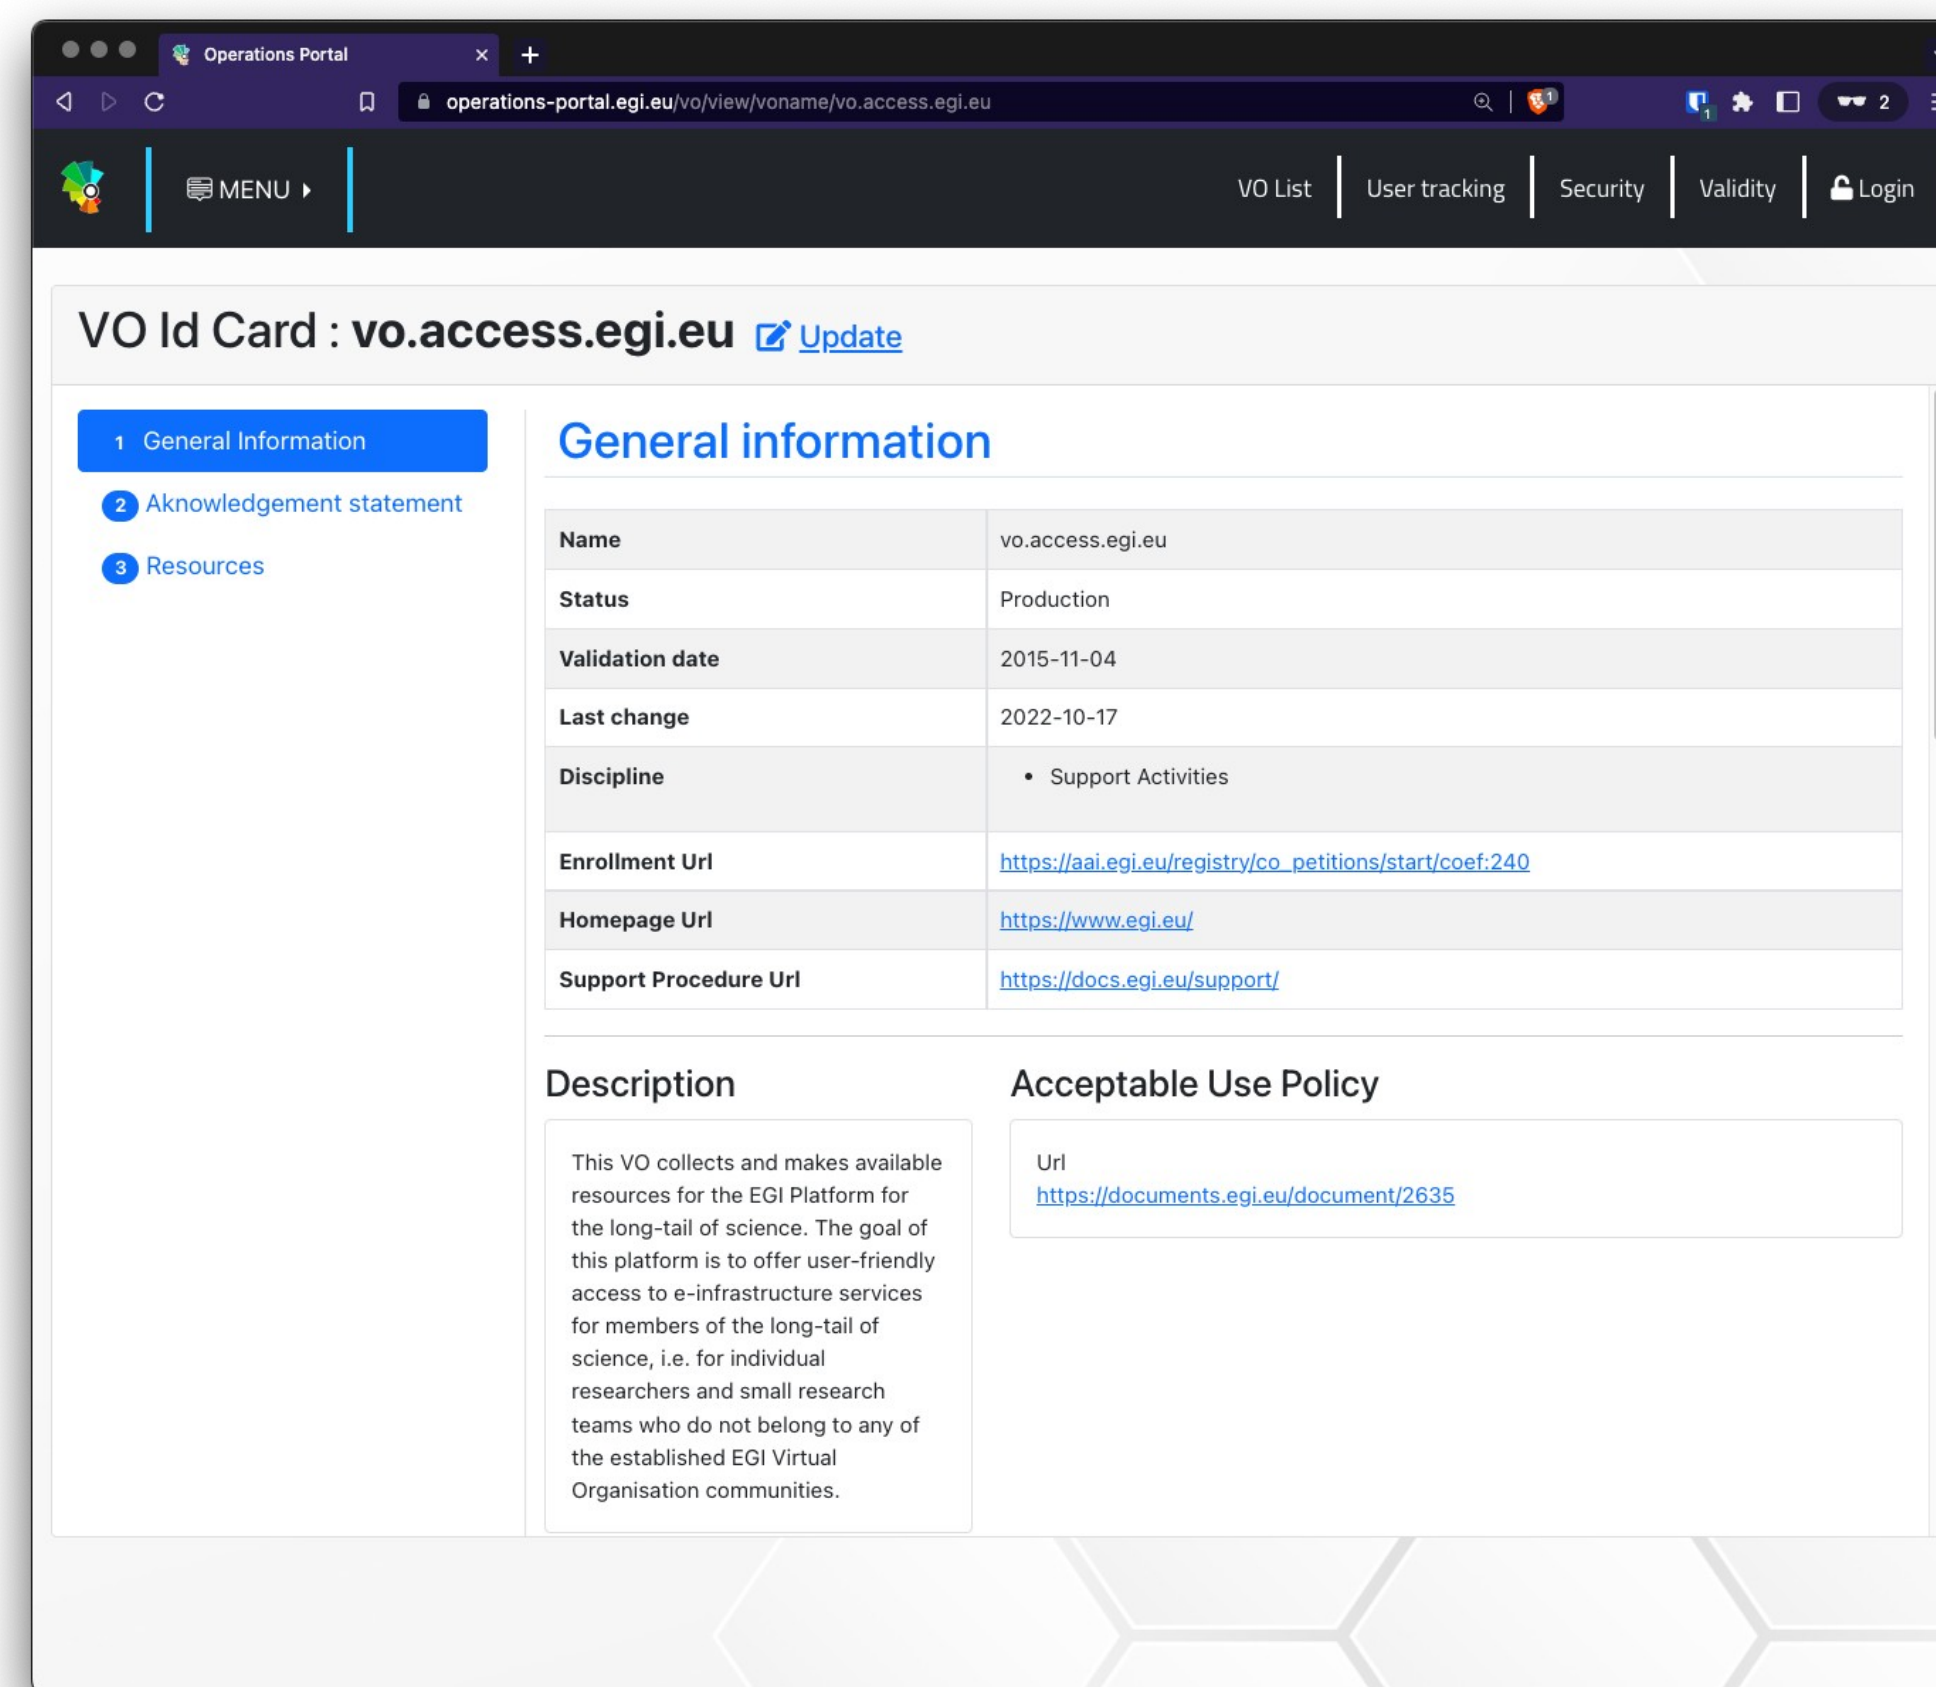 Operations Portal
operations-portal.egi.eu/vo/view/voname/vo.access.egi.eu
1
1
2
MENU
VO List
User tracking
Security
Validity
Login
VO Id Card : vo.access.egi.eu Update
1 General Information
2 Aknowledgement statement
3 Resources
General information
Name vo.access.egi.eu
Status Production
Validation date 2015-11-04
Last change 2022-10-17
Discipline • Support Activities
Enrollment Url https://aai.egi.eu/registry/co_petitions/start/coef:240
Homepage Url https://www.egi.eu/
Support Procedure Url https://docs.egi.eu/support/
Description
This VO collects and makes available
resources for the EGI Platform for
the long-tail of science. The goal of
this platform is to offer user-friendly
access to e-infrastructure services
for members of the long-tail of
science, i.e. for individual
researchers and small research
teams who do not belong to any of
the established EGI Virtual
Organisation communities.
Acceptable Use Policy
Url
https://documents.egi.eu/document/2635